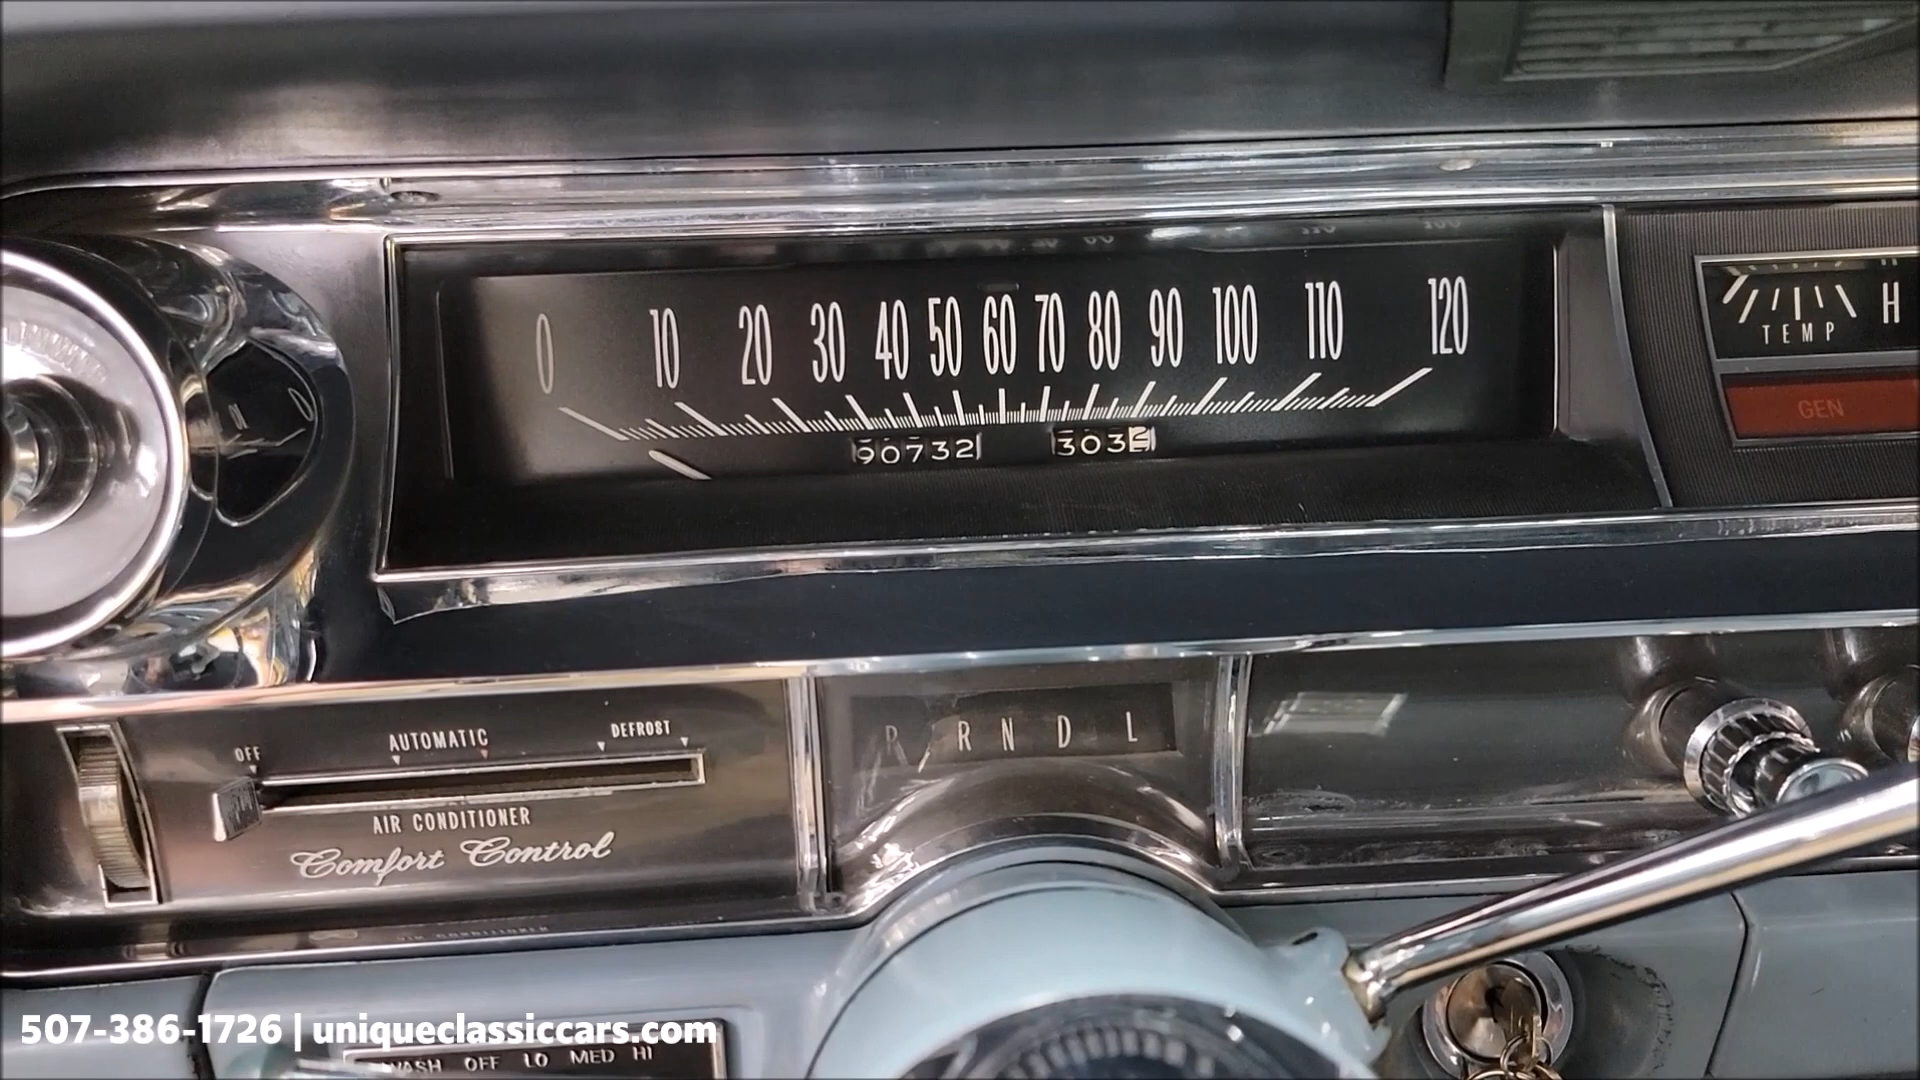 0 10 20 30 40 50 60 70 80 90 100 110 120
90732 3032
H
TEMP
GEN
OFF AUTOMATIC DEFROST
AIR CONDITIONER
Comfort Control
P R N D L
507-386-1726 | uniqueclassiccars.com
WASH OFF LO MED HI